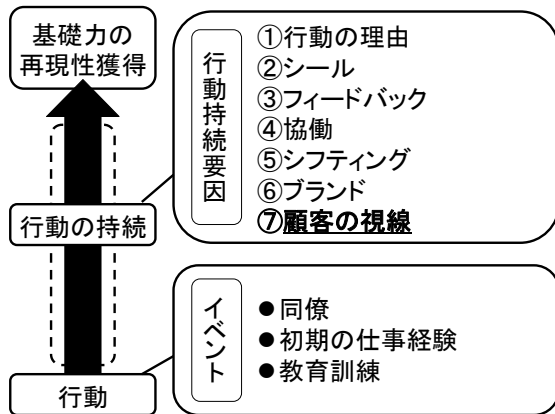 基礎力の
再現性獲得
行動の持続
行動
行動持続要因
①行動の理由
②シール
③フィードバック
④協働
⑤シフティング
⑥ブランド
⑦顧客の視線
イベント
●同僚
●初期の仕事経験
●教育訓練